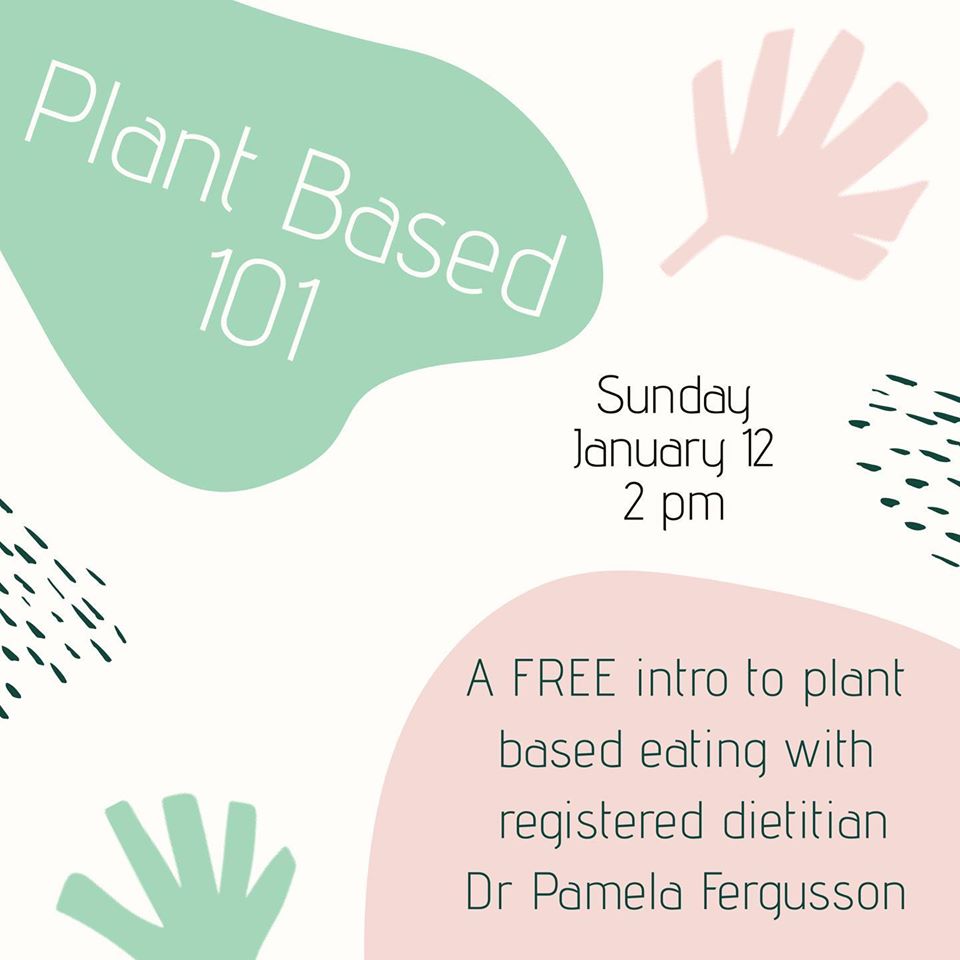 Plant Based
101
Sunday
January 12
2 pm
A FREE intro to plant
based eating with
registered dietitian
Dr Pamela Fergusson